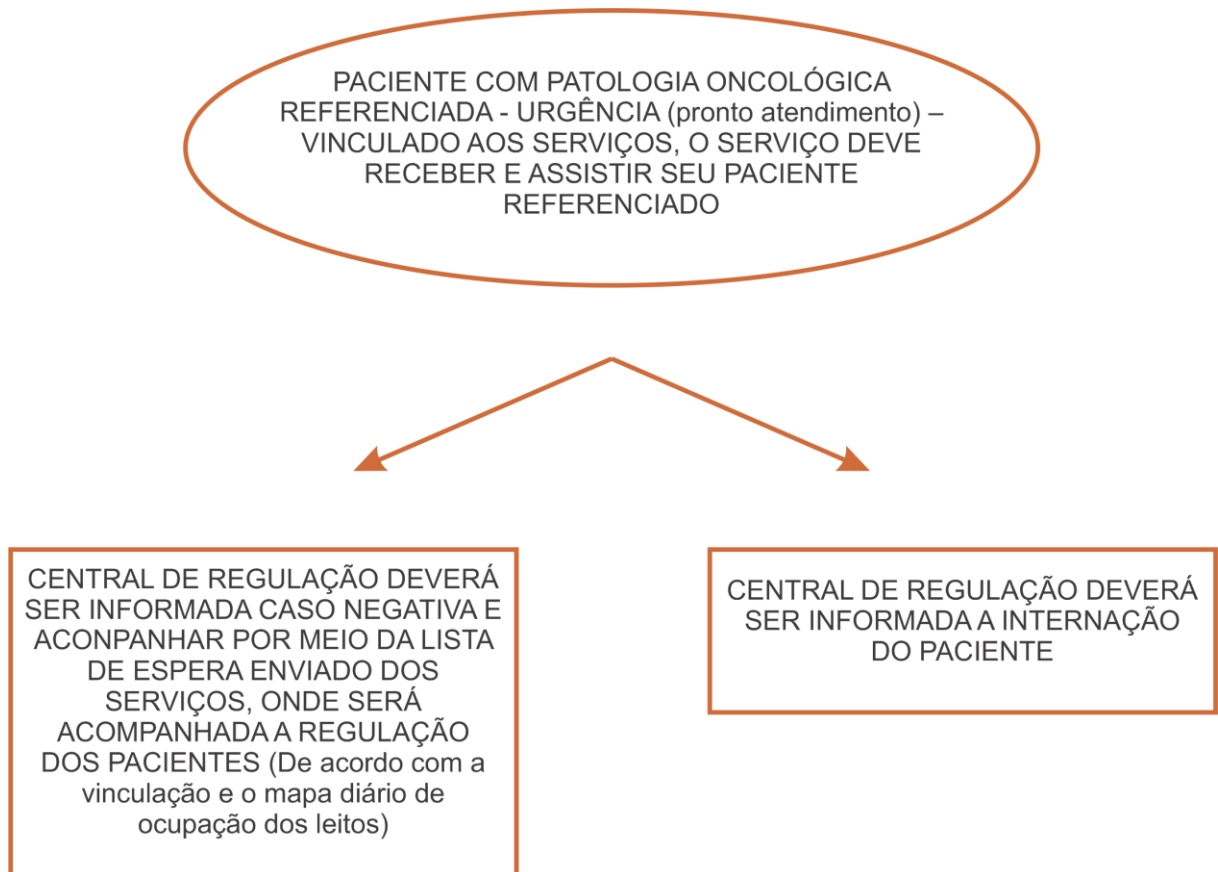 PACIENTE COM PATOLOGIA ONCOLÓGICA
REFERENCIADA - URGÊNCIA (pronto atendimento) –
VINCULADO AOS SERVIÇOS, O SERVIÇO DEVE
RECEBER E ASSISTIR SEU PACIENTE
REFERENCIADO
CENTRAL DE REGULAÇÃO DEVERÁ
SER INFORMADA CASO NEGATIVA E
ACONPANHAR POR MEIO DA LISTA
DE ESPERA ENVIADO DOS
SERVIÇOS, ONDE SERÁ
ACOMPANHADA A REGULAÇÃO
DOS PACIENTES (De acordo com a
vinculação e o mapa diário de
ocupação dos leitos)
CENTRAL DE REGULAÇÃO DEVERÁ
SER INFORMADA A INTERNAÇÃO
DO PACIENTE